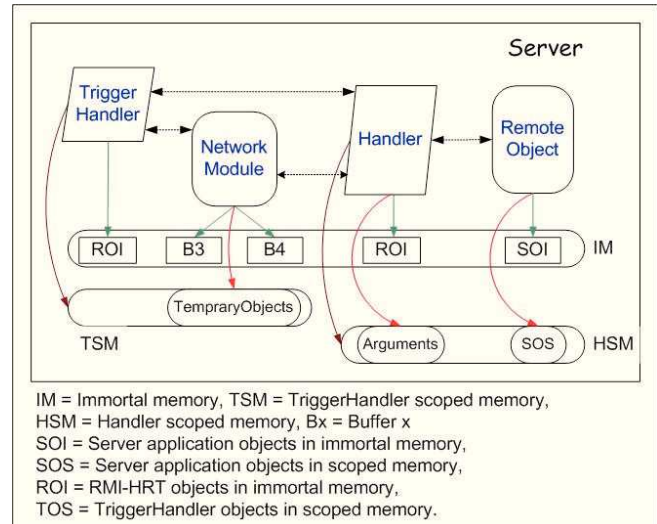 Server
Trigger
Handler
Network
Module
Handler
Remote
Object
ROI
B3
B4
ROI
SOI
IM
TempraryObjects
TSM
Arguments
SOS
HSM
IM = Immortal memory, TSM = TriggerHandler scoped memory,
HSM = Handler scoped memory, Bx = Buffer x
SOI = Server application objects in immortal memory,
SOS = Server application objects in scoped memory,
ROI = RMI-HRT objects in immortal memory,
TOS = TriggerHandler objects in scoped memory.